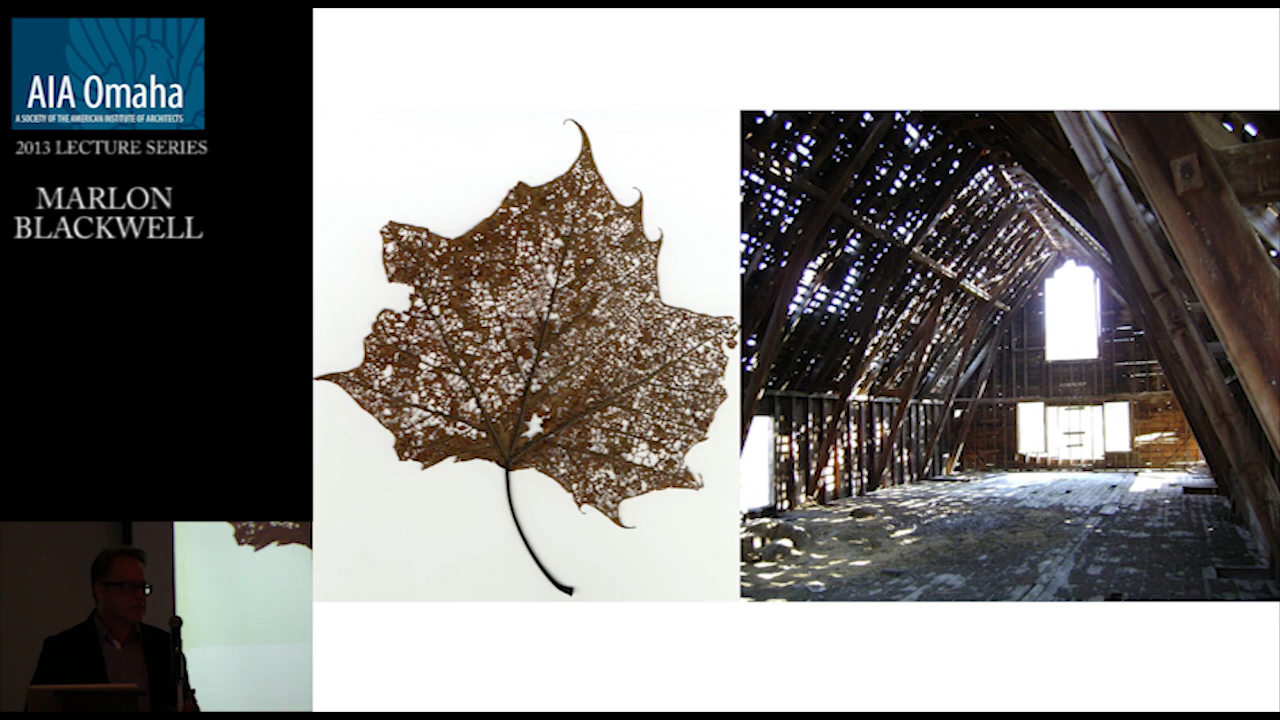 AIA Omaha
A SOCIETY OF THE AMERICAN INSTITUTE OF ARCHITECTS
2013 LECTURE SERIES
MARLON
BLACKWELL